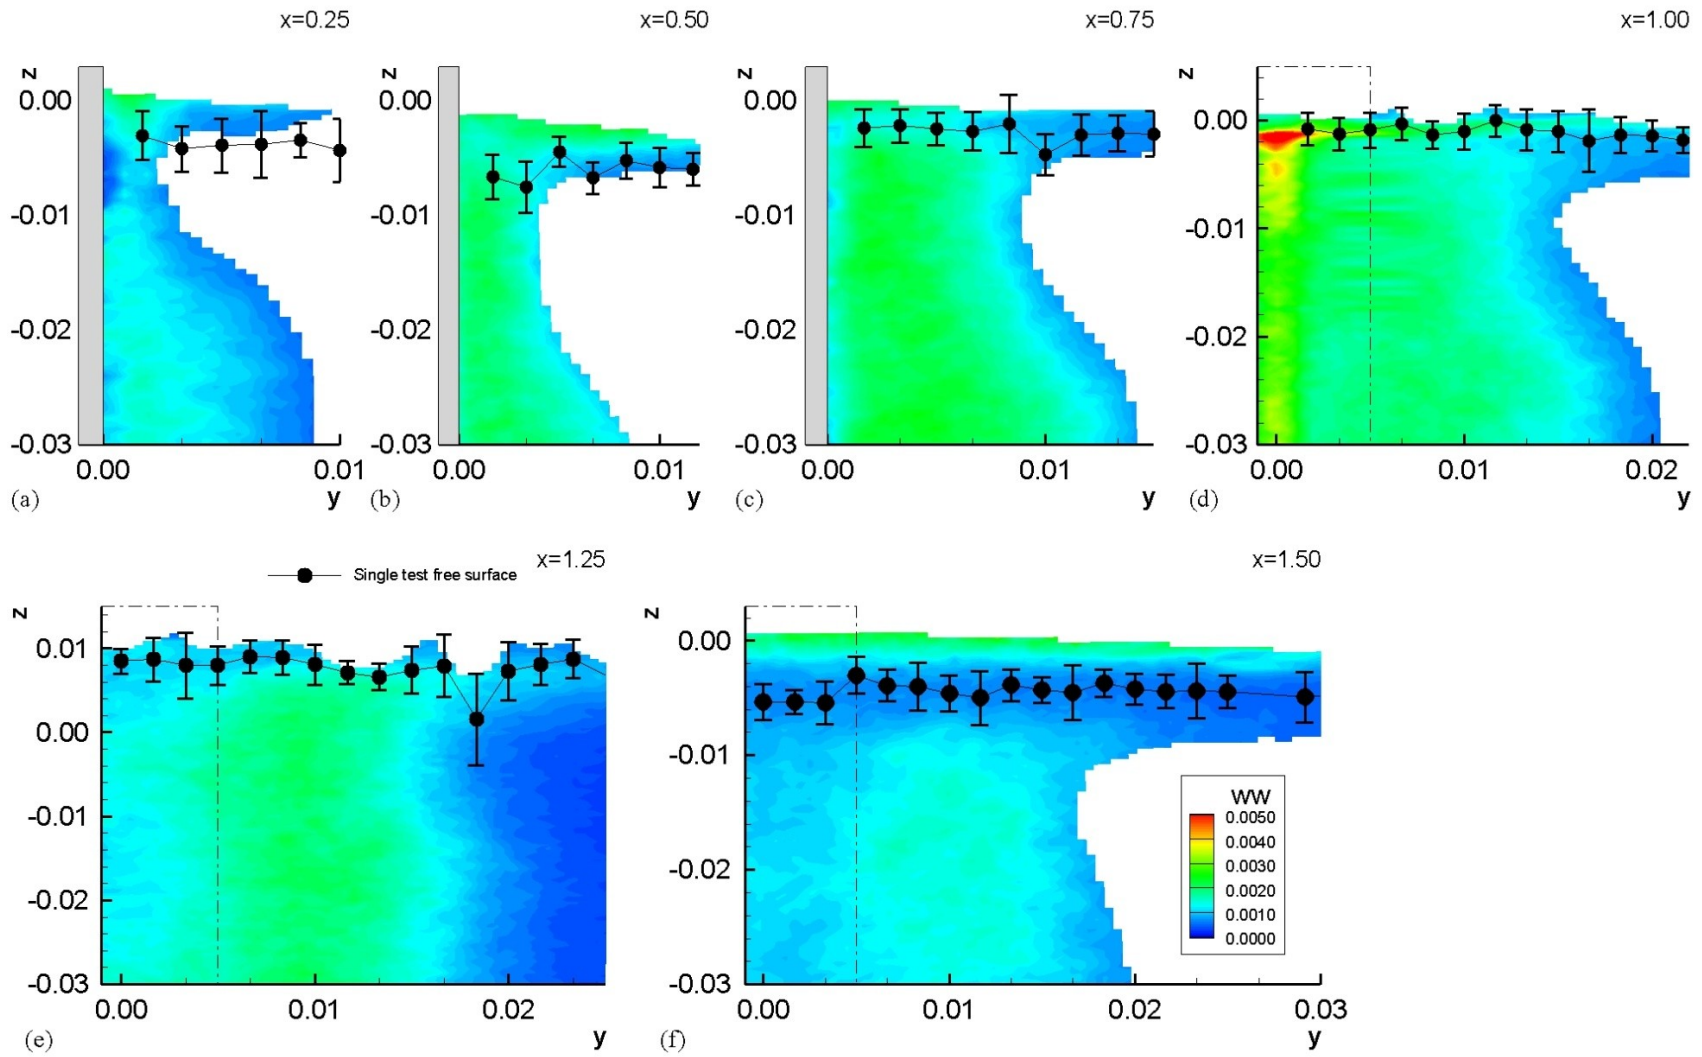 x=0.25
x=0.50
x=0.75
x=1.00
z
z
z
z
0.00
-0.01
-0.02
-0.03
0.00
-0.01
-0.02
-0.03
0.00
-0.01
-0.02
-0.03
0.00
-0.01
-0.02
-0.03
0.00 0.01
0.00 0.01
0.00 0.01
0.00 0.01 0.02
(a) y
(b) y
(c) y
(d) y
x=1.25
Single test free surface
x=1.50
z
z
0.01
0.00
-0.01
-0.02
-0.03
0.00
-0.01
-0.02
-0.03
WW
0.0050
0.0040
0.0030
0.0020
0.0010
0.0000
0.00 0.01 0.02
0.00 0.01 0.02 0.03
(e) y
(f) y